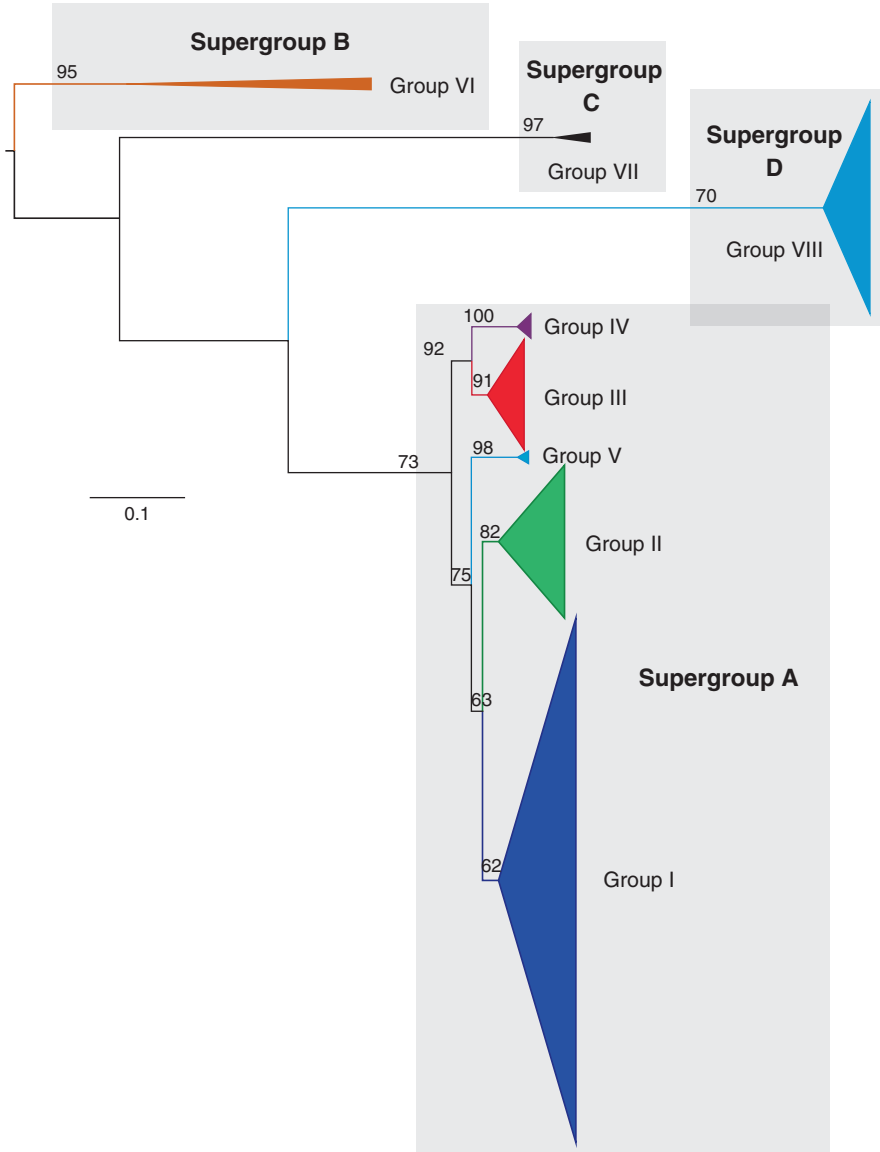 Supergroup B
95
Group VI
Supergroup
C
97
Group VII
Supergroup
D
70
Group VIII
100
Group IV
92
91
Group III
98
Group V
73
0.1
82
Group II
75
Supergroup A
63
62
Group I